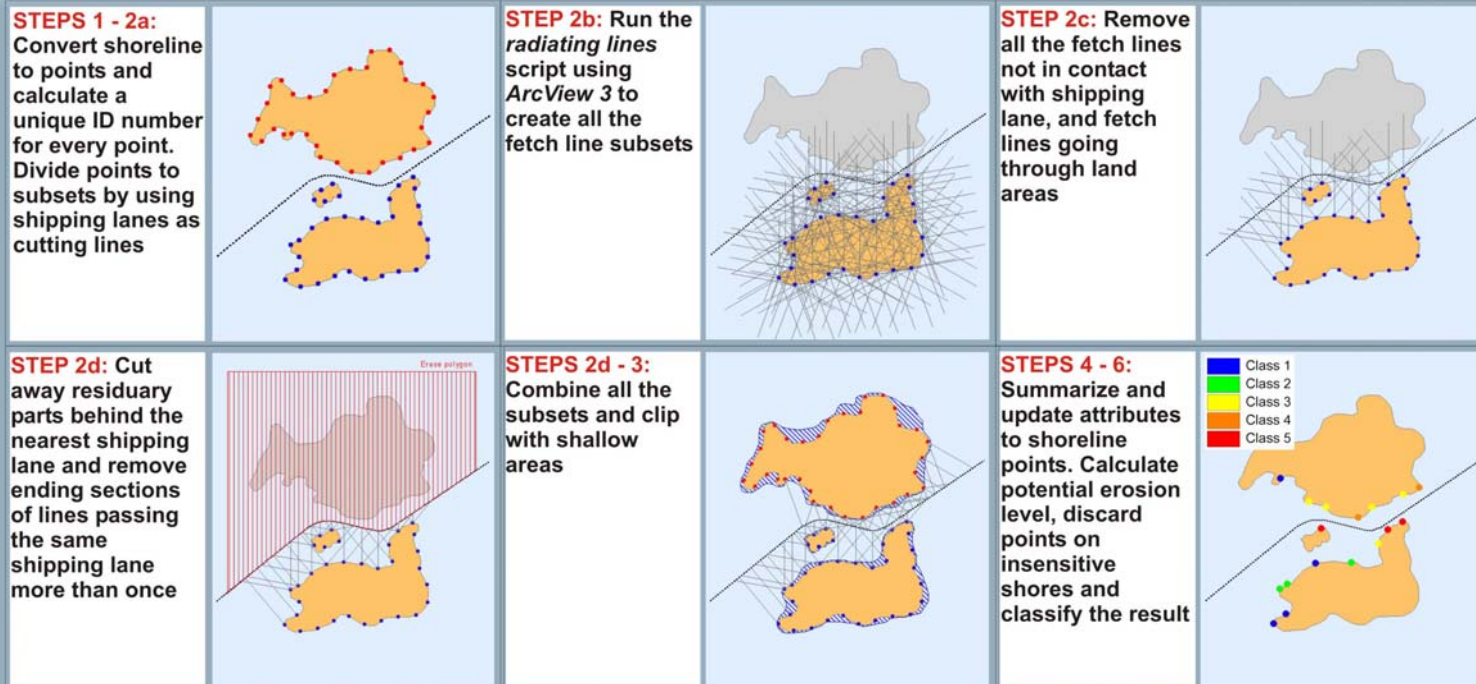 STEPS 1 - 2a:
Convert shoreline
to points and
calculate a
unique ID number
for every point.
Divide points to
subsets by using
shipping lanes as
cutting lines
STEP 2b: Run the
radiating lines
script using
ArcView 3 to
create all the
fetch line subsets
STEP 2c: Remove
all the fetch lines
not in contact
with shipping
lane, and fetch
lines going
through land
areas
STEP 2d: Cut
away residuary
parts behind the
nearest shipping
lane and remove
ending sections
of lines passing
the same
shipping lane
more than once
Erase polygon
STEPS 2d - 3:
Combine all the
subsets and clip
with shallow
areas
STEPS 4 - 6:
Summarize and
update attributes
to shoreline
points. Calculate
potential erosion
level, discard
points on
insensitive
shores and
classify the result
Class 1
Class 2
Class 3
Class 4
Class 5